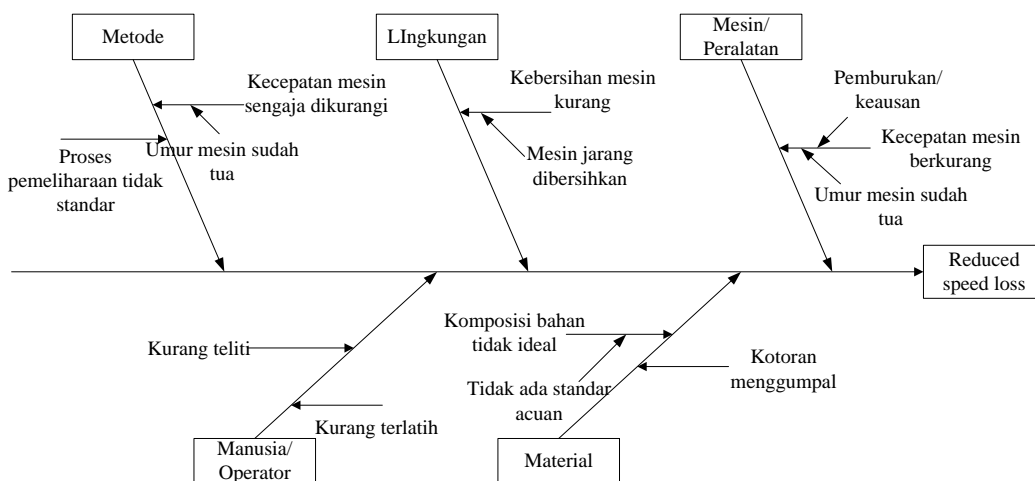 Metode
LIngkungan
Mesin/
Peralatan
Kecepatan mesin
sengaja dikurangi
Umur mesin sudah
tua
Proses
pemeliharaan tidak
standar
Kebersihan mesin
kurang
Mesin jarang
dibersihkan
Pemburukan/
keausan
Kecepatan mesin
berkurang
Umur mesin sudah
tua
Reduced
speed loss
Kurang teliti
Kurang terlatih
Manusia/
Operator
Komposisi bahan
tidak ideal
Tidak ada standar
acuan
Kotoran
menggumpal
Material